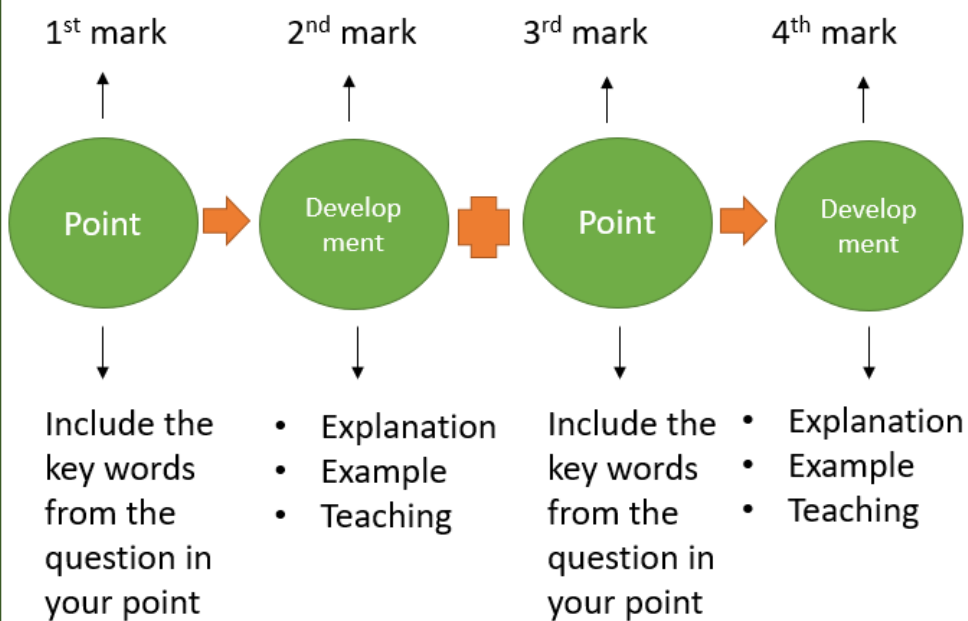 1st mark
2nd mark
3rd mark
4th mark
Point
Develop
ment
Point
Develop
ment
Include the
key words
from the
question in
your point
• Explanation
• Example
• Teaching
Include the
key words
from the
question in
your point
• Explanation
• Example
• Teaching